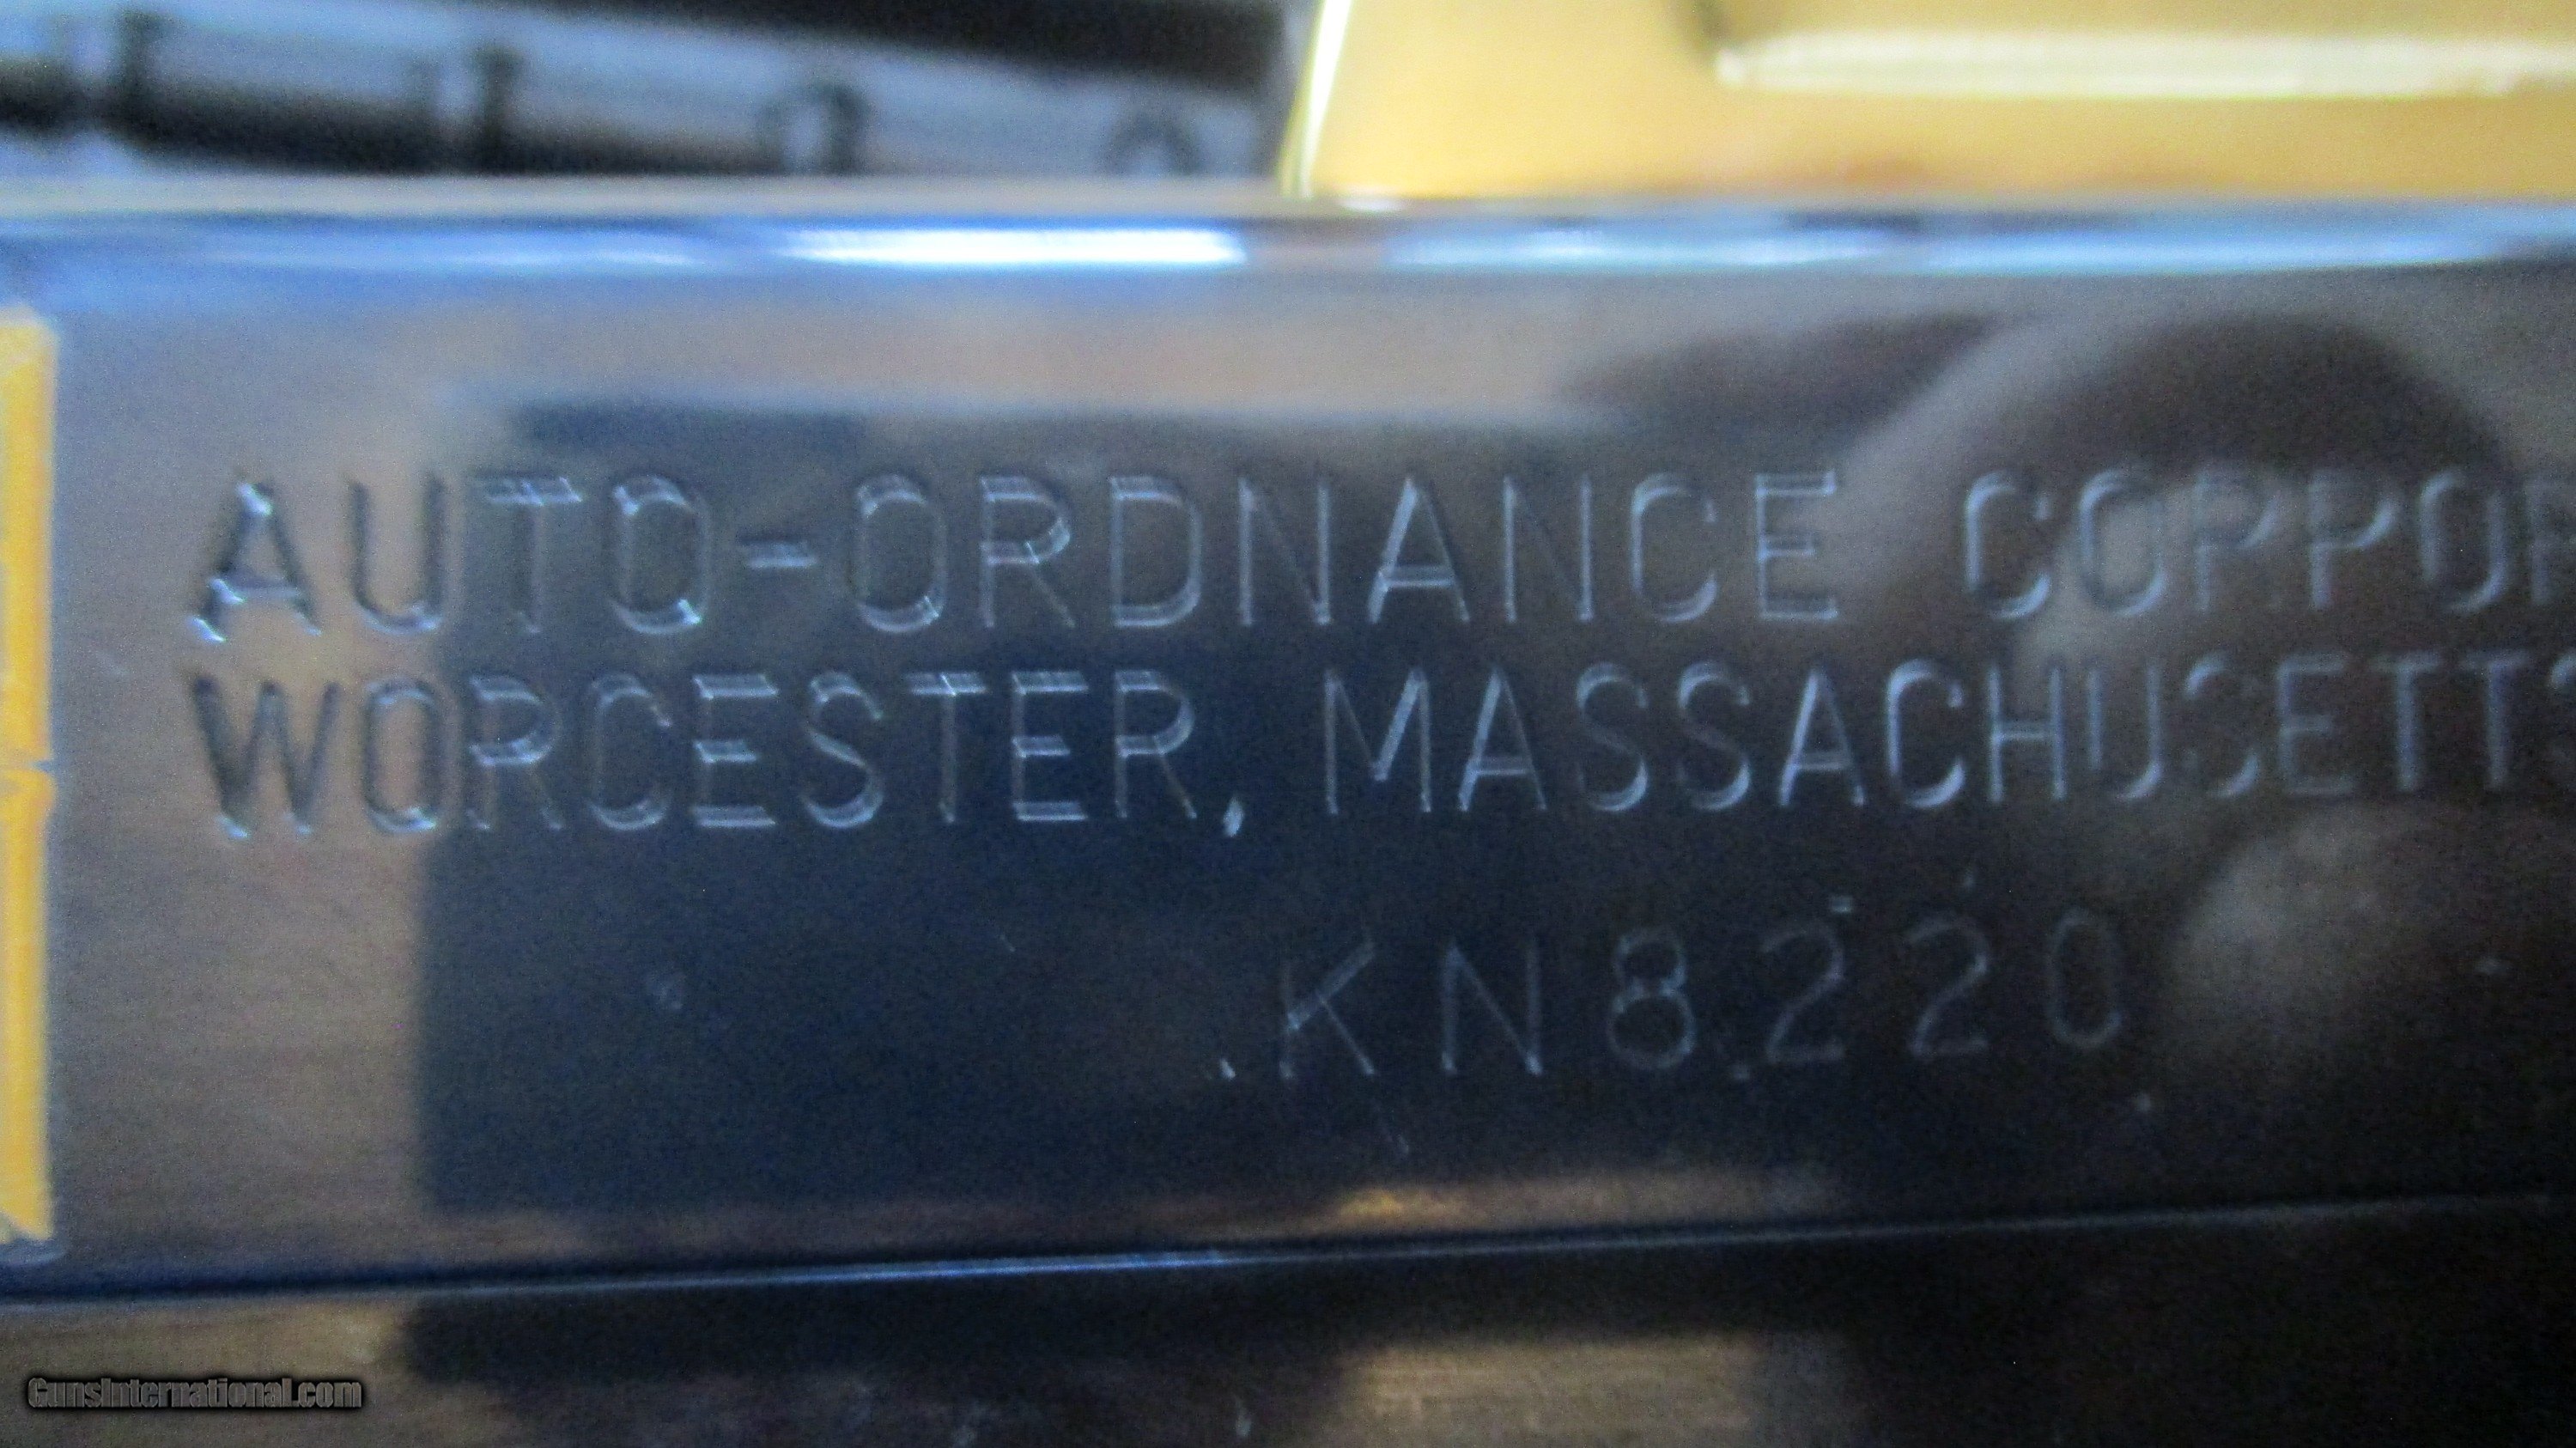 AUTO-ORDNANCE CORPOR
WORCESTER, MASSACHUSETTS
KN8220
GunsInternational.com